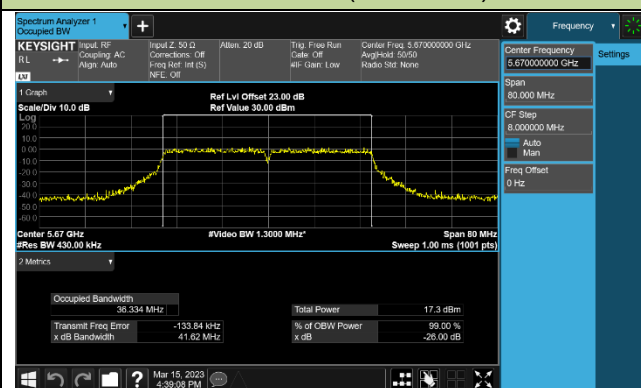 Spectrum Analyzer 1
Occupied BW
Frequency
KEYSIGHT
RL
LXI
Input: RF
Coupling: AC
Align: Auto
Input Z: 50 Ω
Corrections: Off
Freq Ref: Int (S)
NFE: Off
Atten: 20 dB
Trig: Free Run
Gate: Off
#IF Gain: Low
Center Freq: 5.670000000 GHz
Avg|Hold: 50/50
Radio Std: None
Center Frequency
5.670000000 GHz
Settings
Span
80.000 MHz
CF Step
8.000000 MHz
Auto
Man
Freq Offset
0 Hz
1 Graph
Scale/Div 10.0 dB
Ref Lvl Offset 23.00 dB
Ref Value 30.00 dBm
Log
20.0
10.0
0.00
-10.0
-20.0
-30.0
-40.0
-50.0
-60.0
Center 5.67 GHz
#Video BW 1.3000 MHz*
Span 80 MHz
#Res BW 430.00 kHz
Sweep 1.00 ms (1001 pts)
2 Metrics
Occupied Bandwidth
36.334 MHz
Total Power
17.3 dBm
Transmit Freq Error
-133.84 kHz
% of OBW Power
99.00 %
x dB Bandwidth
41.62 MHz
x dB
-26.00 dB
?
Mar 15, 2023
4:39:08 PM